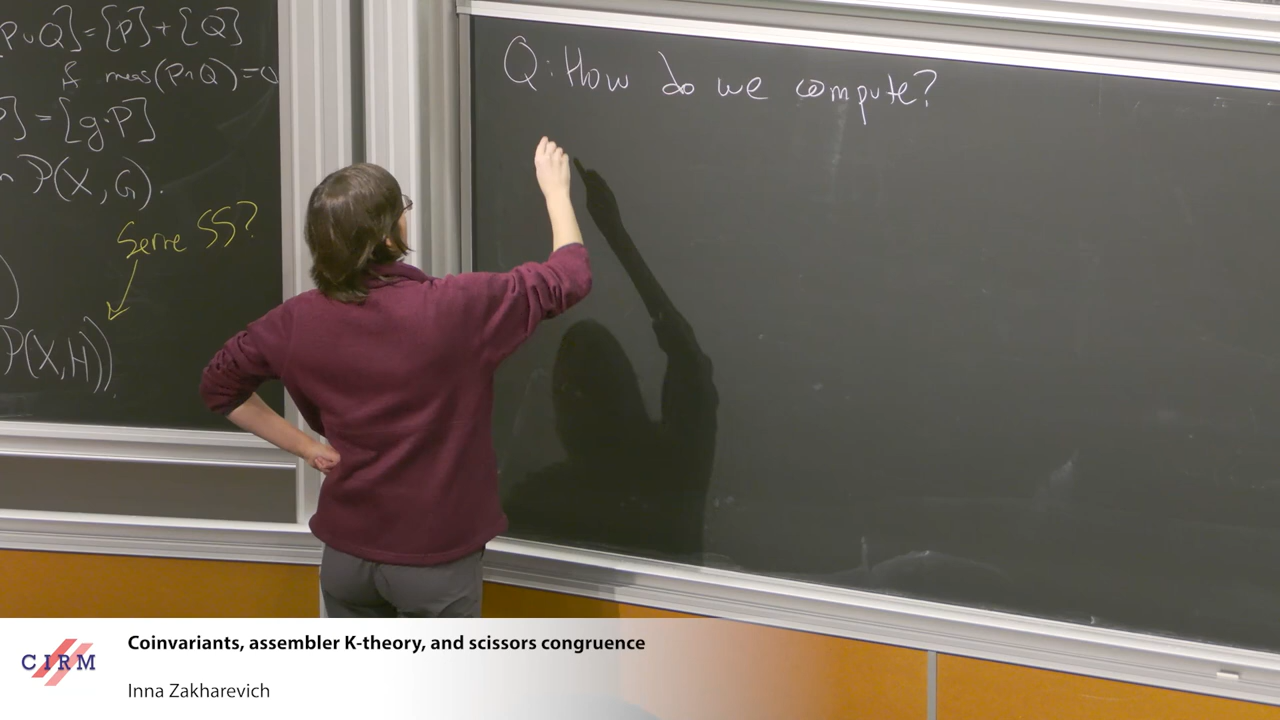 P∪Q]=[P]+[Q]
if meas(P∩Q)=0
P]=[g·P]
P(X,G).
Serre SS?
)
P(X,H)).
Q: How do we compute?
CIRM
Coinvariants, assembler K-theory, and scissors congruence
Inna Zakharevich